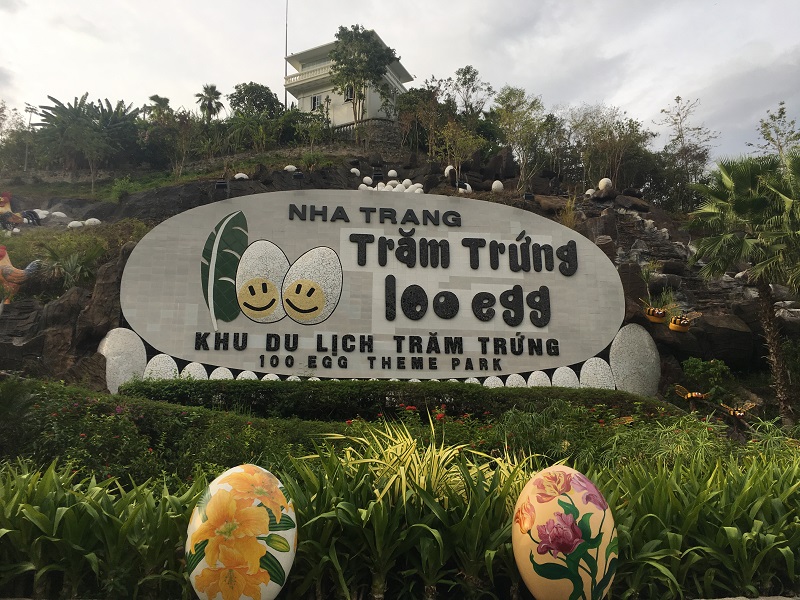 NHA TRANG
Trăm Trứng
100 egg
KHU DU LỊCH TRĂM TRỨNG
100 EGG THEME PARK